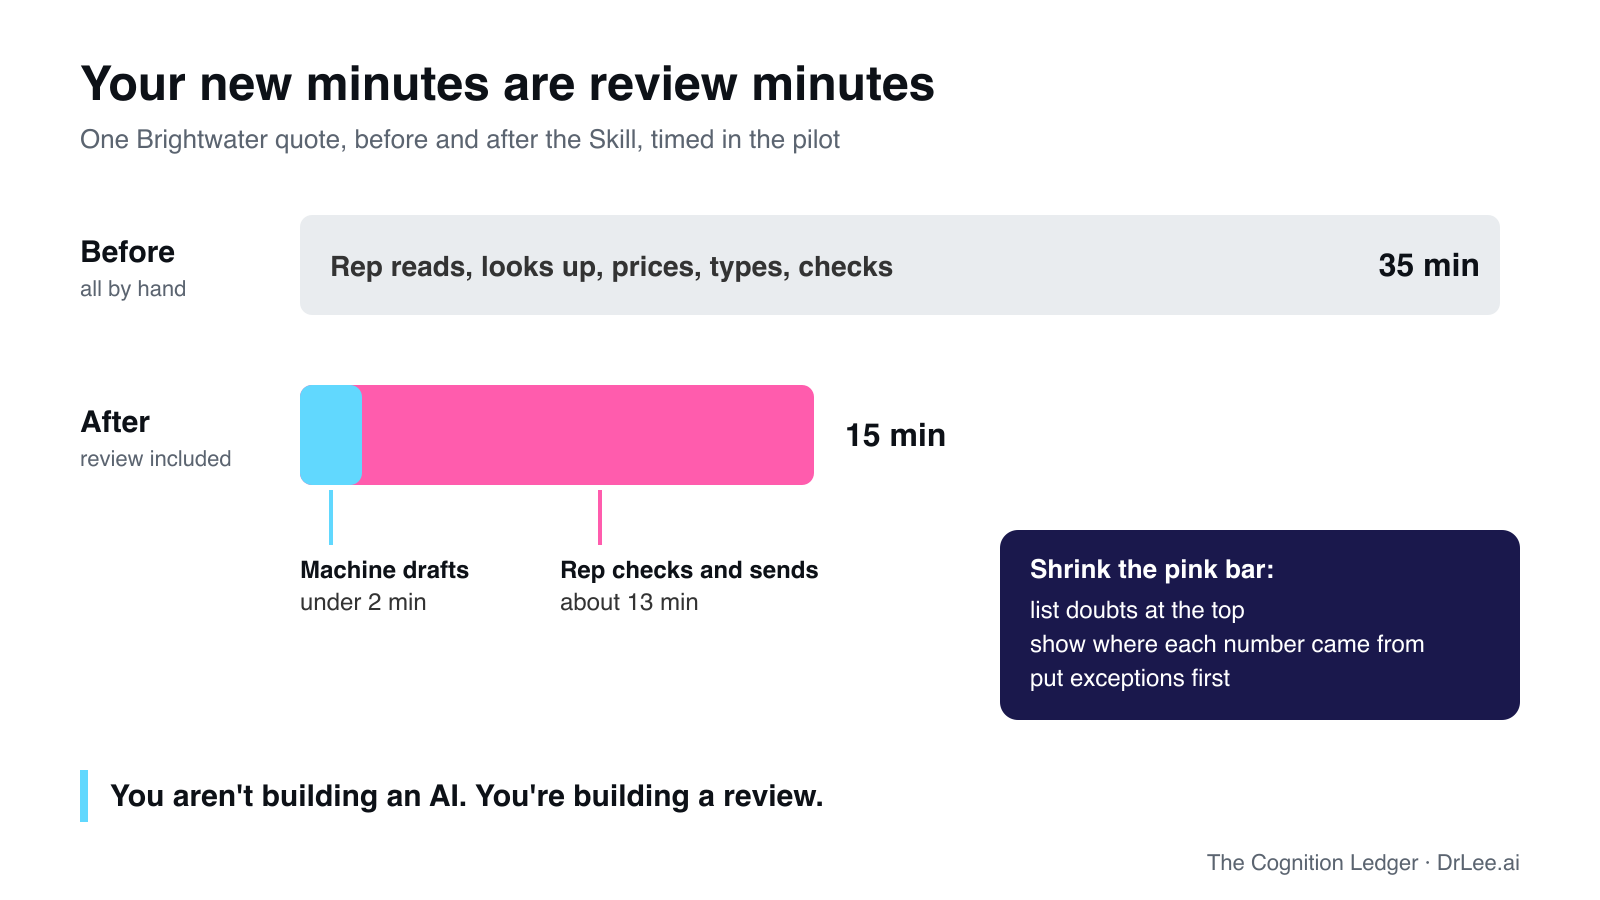 Your new minutes are review minutes
One Brightwater quote, before and after the Skill, timed in the pilot
Before
all by hand
Rep reads, looks up, prices, types, checks
35 min
After
review included
15 min
Machine drafts
under 2 min
Rep checks and sends
about 13 min
Shrink the pink bar:
list doubts at the top
show where each number came from
put exceptions first
You aren't building an AI. You're building a review.
The Cognition Ledger · DrLee.ai